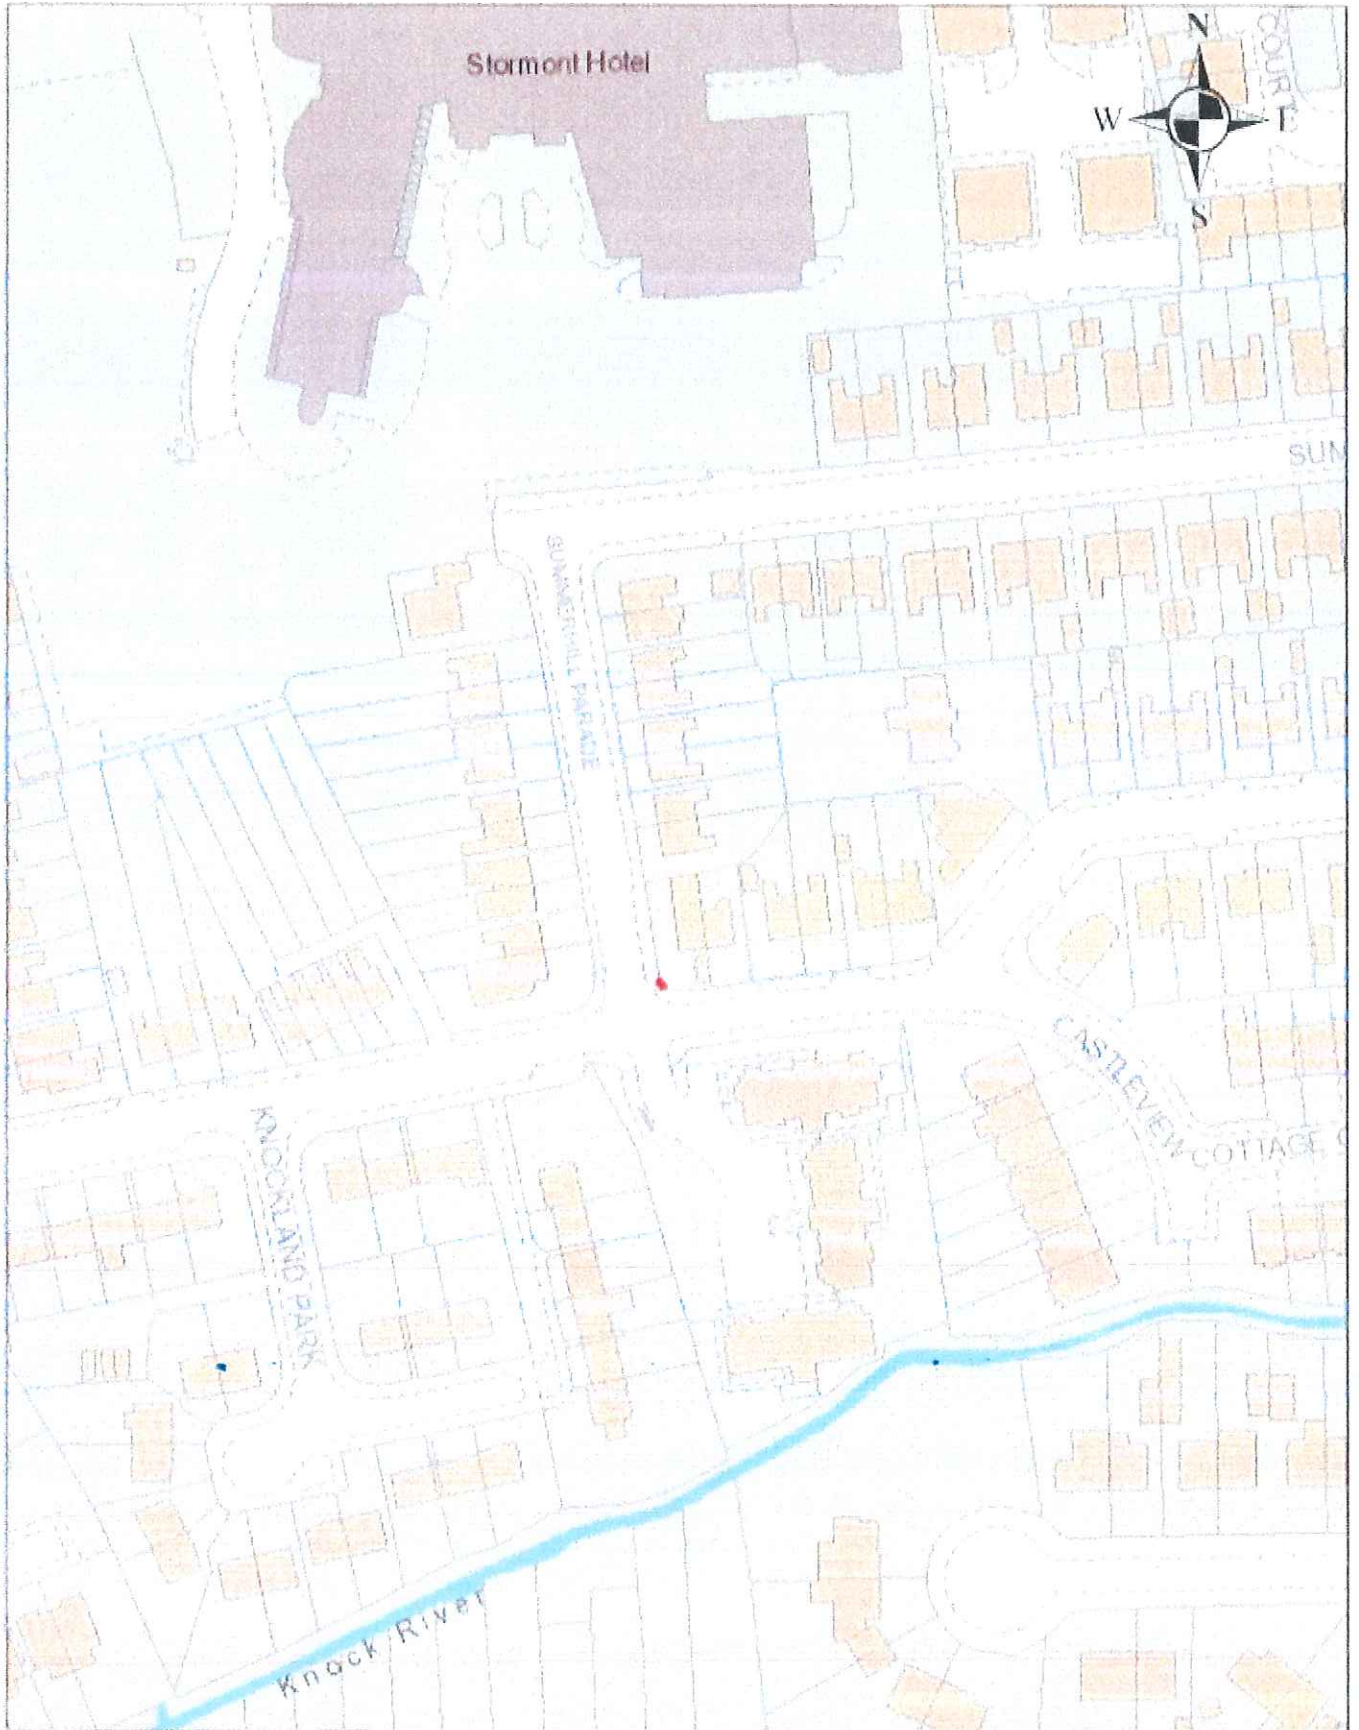 Stormont Hotel
N
W
E
S
COURT
SUM
SUMMERHILL PARADE
CASTLEVIEW
COTTAGE
KNOCKLAND PARK
Knock River